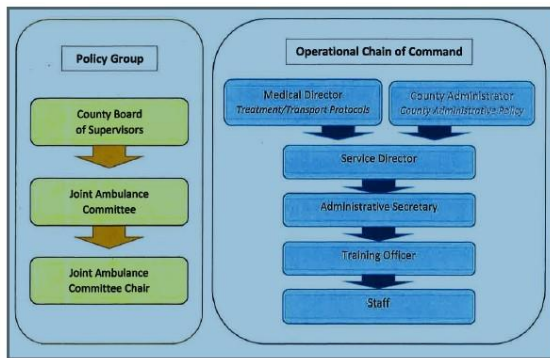 Policy Group
County Board
of Supervisors
Joint Ambulance
Committee
Joint Ambulance
Committee Chair
Operational Chain of Command
Medical Director
Treatment/Transport Protocols
County Administrator
County Administrative Policy
Service Director
Administrative Secretary
Training Officer
Staff